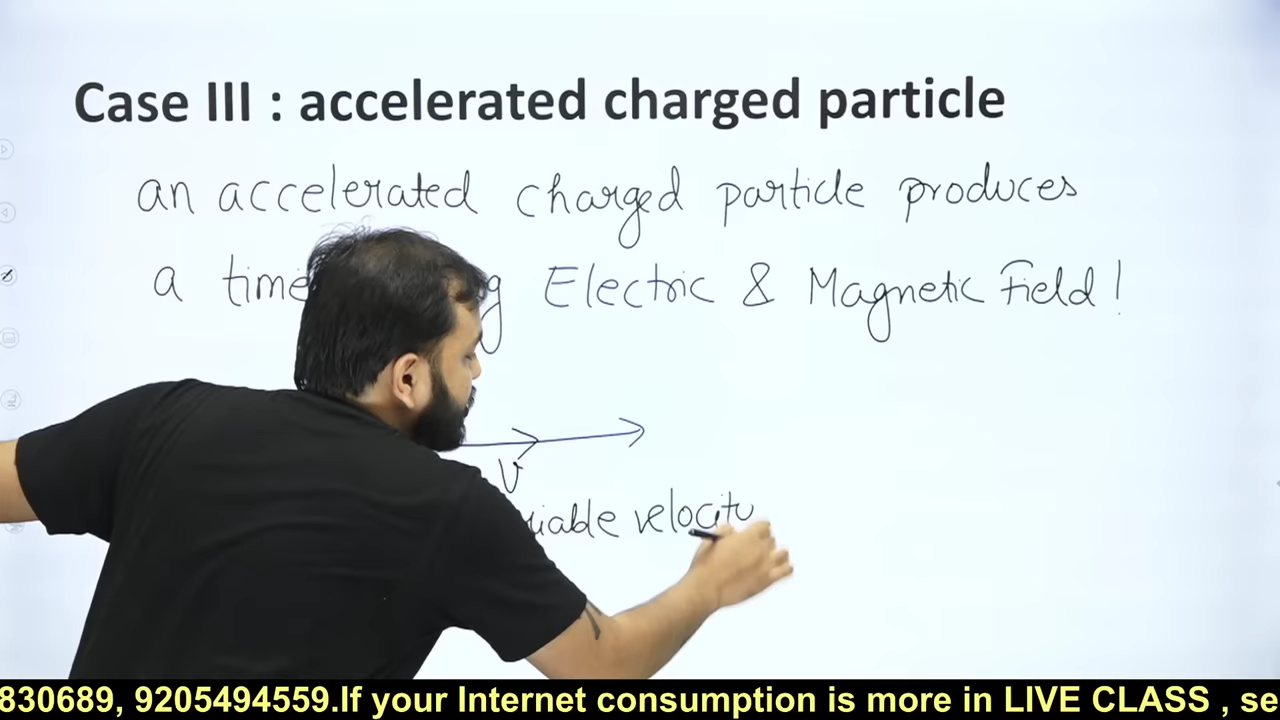 Case III : accelerated charged particle
an accelerated charged particle produces
a time Electric & Magnetic Field !
v
velocity
830689, 9205494559.If your Internet consumption is more in LIVE CLASS , se